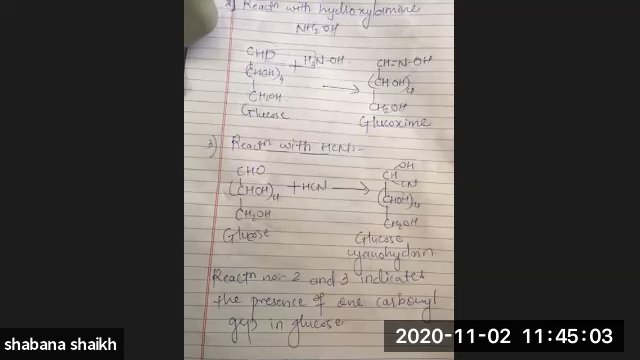 2) Reactn with hydroxylamine
NH2OH
CHO + H2N-OH CH=N-OH
(CHOH)4 → (CHOH)4
CH2OH CH2OH
Glucose Glucoxime
3) Reactn with HCN:-
CHO OH
(CHOH)4 + HCN → CH CN
CH2OH (CHOH)4
CH2OH
Glucose Glucose
cyanohydrin
Reactn no:- 2 and 3 indicates
the presence of one carbonyl
grp in glucose
shabana shaikh
2020-11-02 11:45:03